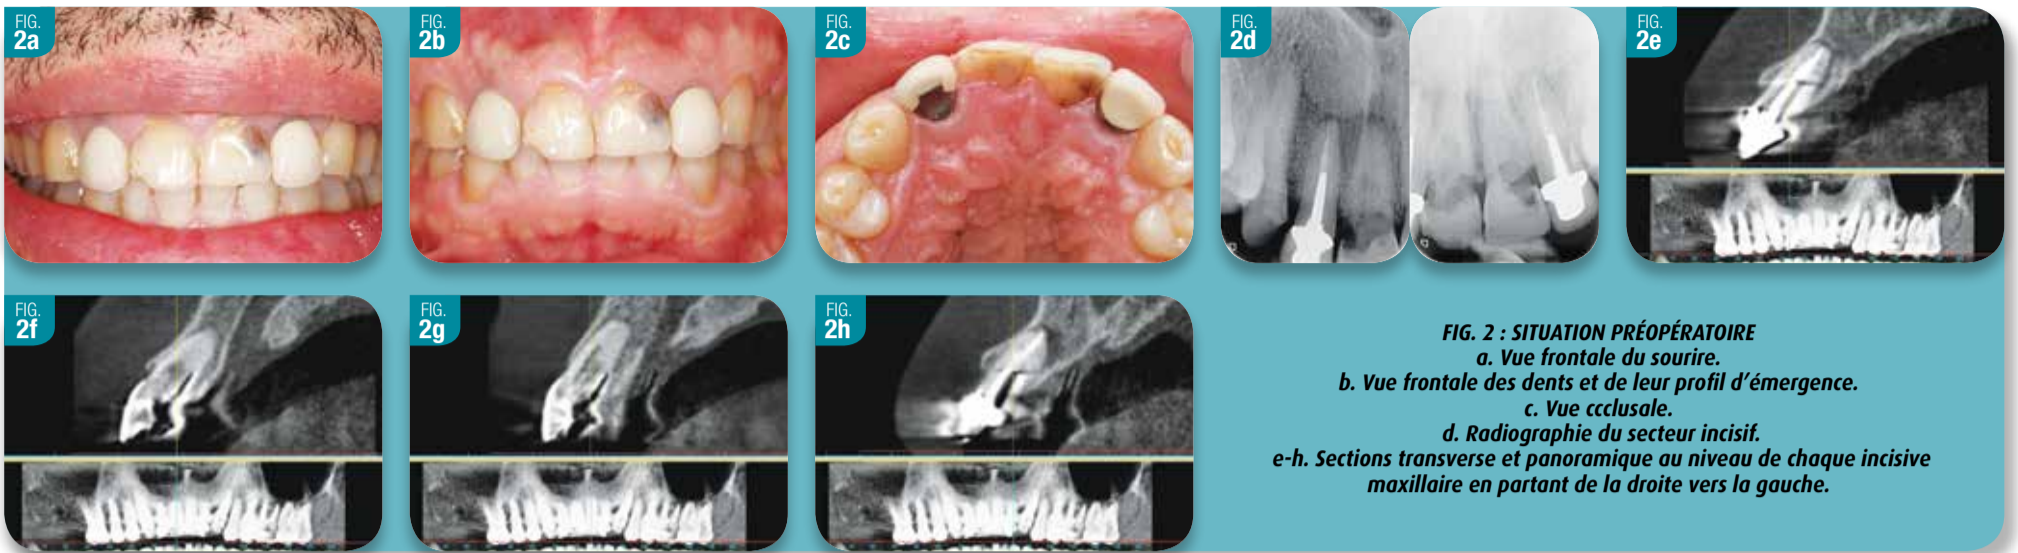 FIG.
2a
FIG.
2b
FIG.
2c
FIG.
2d
FIG.
2e
FIG.
2f
FIG.
2g
FIG.
2h
FIG. 2 : SITUATION PRÉOPÉRATOIRE
a. Vue frontale du sourire.
b. Vue frontale des dents et de leur profil d’émergence.
c. Vue ccclusale.
d. Radiographie du secteur incisif.
e-h. Sections transverse et panoramique au niveau de chaque incisive
maxillaire en partant de la droite vers la gauche.